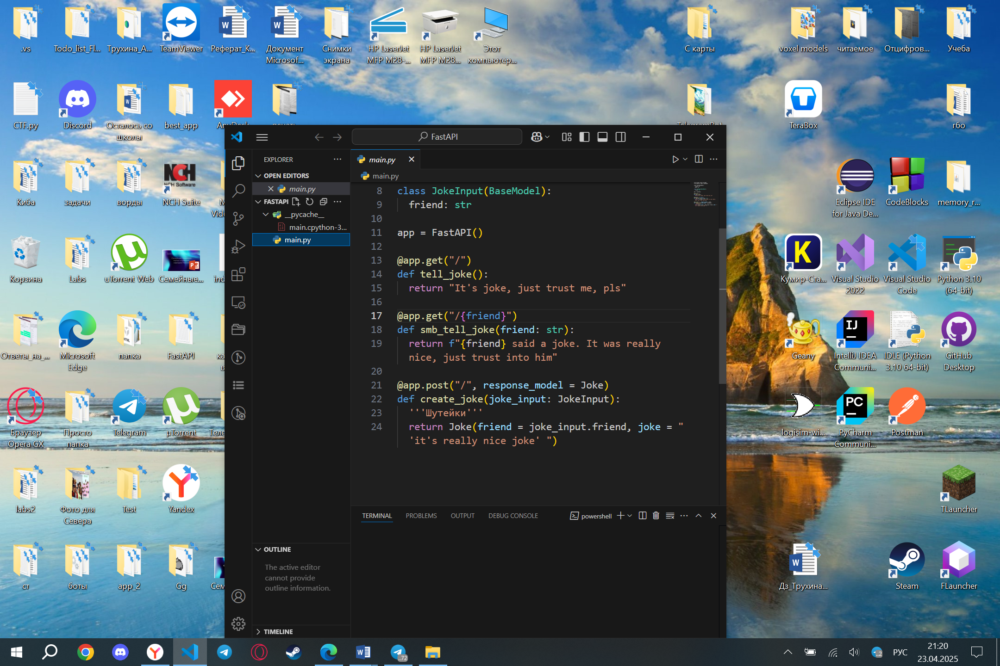 .vs
Todo_list_Fl...
Трухина_А...
TeamViewer
Реферат_К...
Документ
Microsof...
Снимки
экрана
HP LaserJet
MFP M28-...
HP LaserJet
MFP M28...
Этот
компьютер...
С карты
voxel models
читаемое
Отцифров...
Учеба
CTF.py
Discord
Осталось со
школы
best_app
AnyDesk
печать
TelegramBot
TeraBox
гбо
FastAPI
EXPLORER
main.py
OPEN EDITORS
main.py
main.py
FASTAPI
__pycache__
main.cpython-3...
main.py
8 class JokeInput(BaseModel):
9 friend: str
10
11 app = FastAPI()
12
13 @app.get("/")
14 def tell_joke():
15 return "It's joke, just trust me, pls"
16
17 @app.get("/{friend}")
18 def smb_tell_joke(friend: str):
19 return f"{friend} said a joke. It was really
nice, just trust into him"
20
21 @app.post("/", response_model = Joke)
22 def create_joke(joke_input: JokeInput):
23 '''Шутейки'''
24 return Joke(friend = joke_input.friend, joke = "
'it's really nice joke' ")
TERMINAL
PROBLEMS
OUTPUT
DEBUG CONSOLE
powershell
OUTLINE
The active editor
cannot provide
outline information.
TIMELINE
Киба
задачи
ворды
NCH
NCH Software
NCH Suite
Vide
Eclipse IDE
for Java De...
CodeBlocks
memory_r...
Корзина
Labs
uTorrent Web
Семейные...
ind
K
Кумир-Ста...
Visual Studio
2022
Visual Studio
Code
Python 3.10
(64-bit)
Ответы_на_...
Microsoft
Edge
папка
FastAPI
ка
в
Geany
IJ
IntelliJ IDEA
Communi...
IDLE (Python
3.10 64-bit)
GitHub
Desktop
Браузер
Opera GX
Просто
папка
Telegram
µTorrent
Теле
logisim-wi...
PC
PyCharm
Communi...
Postman
labs2
Фото для
Севера
Test
Yandex
TLauncher
ст
боты
app_2
Gg
Сем
Дз_Трухина...
Steam
FLauncher
..72
..2
РУС
21:20
23.04.2025